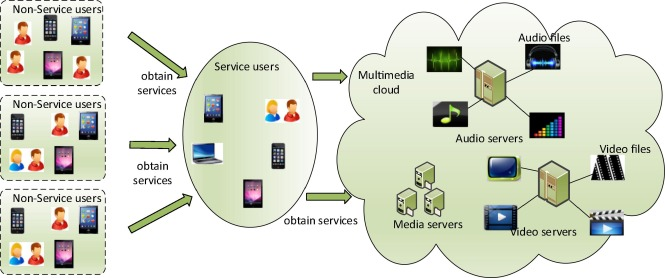 Non-Service users
Non-Service users
Non-Service users
obtain
services
obtain
services
Service users
obtain services
Multimedia
cloud
Audio files
Audio servers
Video files
Media servers
Video servers